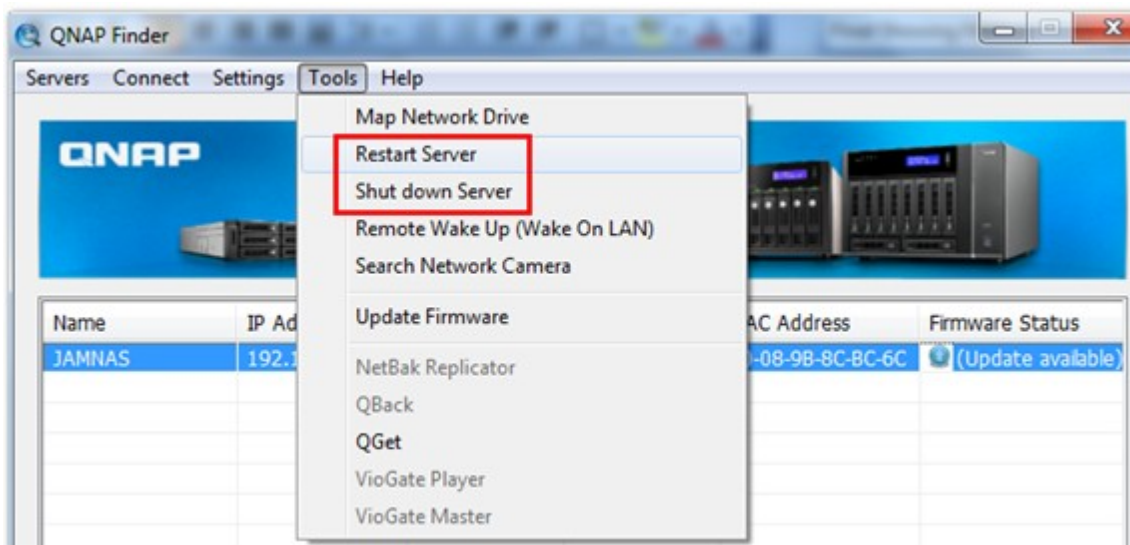 QNAP Finder
Servers Connect Settings Tools Help
QNAP
Map Network Drive
Restart Server
Shut down Server
Remote Wake Up (Wake On LAN)
Search Network Camera
Update Firmware
NetBak Replicator
QBack
QGet
VioGate Player
VioGate Master
Name IP Ad AC Address Firmware Status
JAMNAS 192.1 -08-9B-8C-BC-6C (Update available)